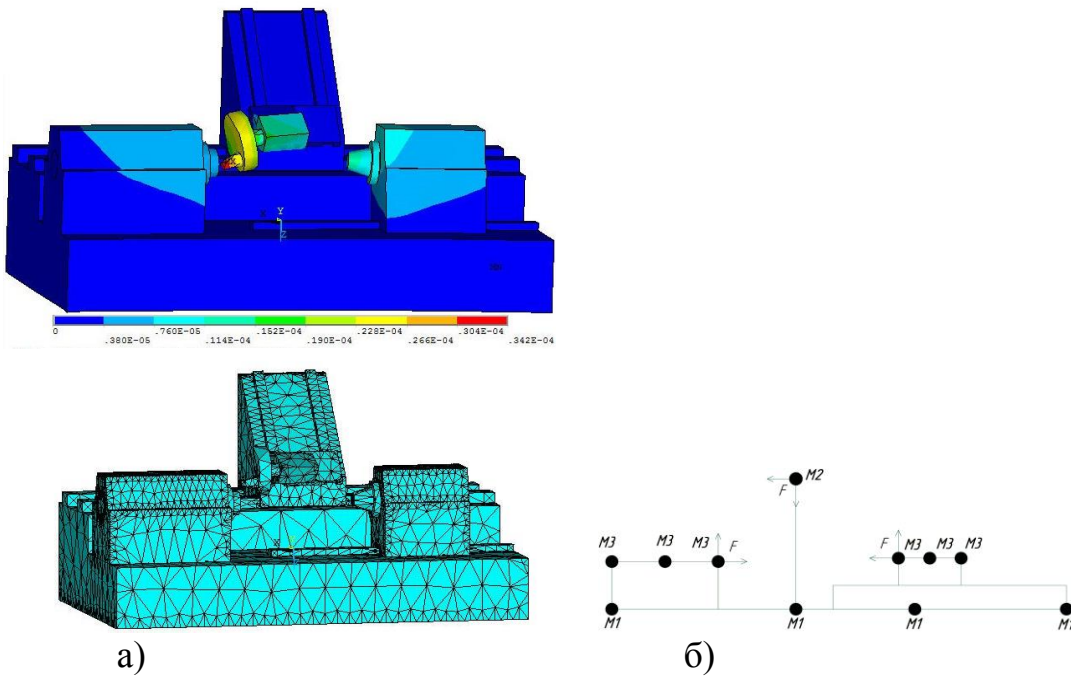 Y
X
Z
0 .760E-05 .152E-04 .228E-04 .304E-04
.380E-05 .114E-04 .190E-04 .266E-04 .342E-04
M2
F
M3 M3 M3 F
F M3 M3 M3
M1 M1 M1 M1
а) б)